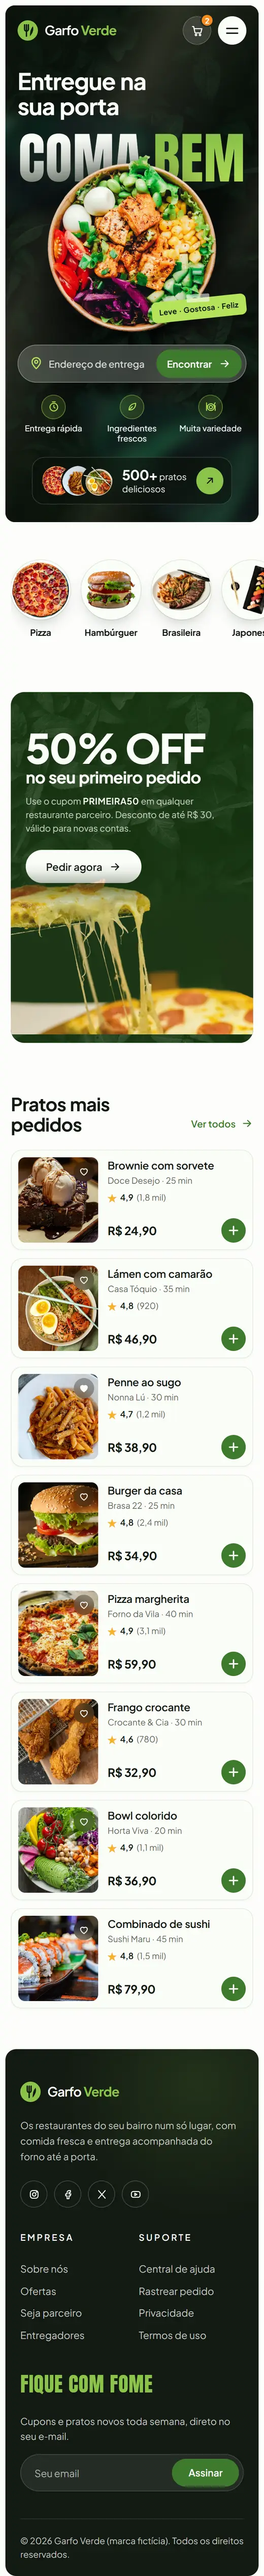 Garfo Verde
2
Entregue na
sua porta
COMA BEM
Leve · Gostosa · Feliz
Endereço de entrega
Encontrar
Entrega rápida
Ingredientes
frescos
Muita variedade
500+ pratos
deliciosos
Pizza
Hambúrguer
Brasileira
Japones
50% OFF
no seu primeiro pedido
Use o cupom PRIMEIRA50 em qualquer
restaurante parceiro. Desconto de até R$ 30,
válido para novas contas.
Pedir agora
Pratos mais
pedidos
Ver todos
Brownie com sorvete
Doce Desejo · 25 min
4,9 (1,8 mil)
R$ 24,90
Lámen com camarão
Casa Tóquio · 35 min
4,8 (920)
R$ 46,90
Penne ao sugo
Nonna Lú · 30 min
4,7 (1,2 mil)
R$ 38,90
Burger da casa
Brasa 22 · 25 min
4,8 (2,4 mil)
R$ 34,90
Pizza margherita
Forno da Vila · 40 min
4,9 (3,1 mil)
R$ 59,90
Frango crocante
Crocante & Cia · 30 min
4,6 (780)
R$ 32,90
Bowl colorido
Horta Viva · 20 min
4,9 (1,1 mil)
R$ 36,90
Combinado de sushi
Sushi Maru · 45 min
4,8 (1,5 mil)
R$ 79,90
Garfo Verde
Os restaurantes do seu bairro num só lugar, com
comida fresca e entrega acompanhada do
forno até a porta.
EMPRESA
Sobre nós
Ofertas
Seja parceiro
Entregadores
SUPORTE
Central de ajuda
Rastrear pedido
Privacidade
Termos de uso
FIQUE COM FOME
Cupons e pratos novos toda semana, direto no
seu e-mail.
Seu email
Assinar
© 2026 Garfo Verde (marca fictícia). Todos os direitos
reservados.